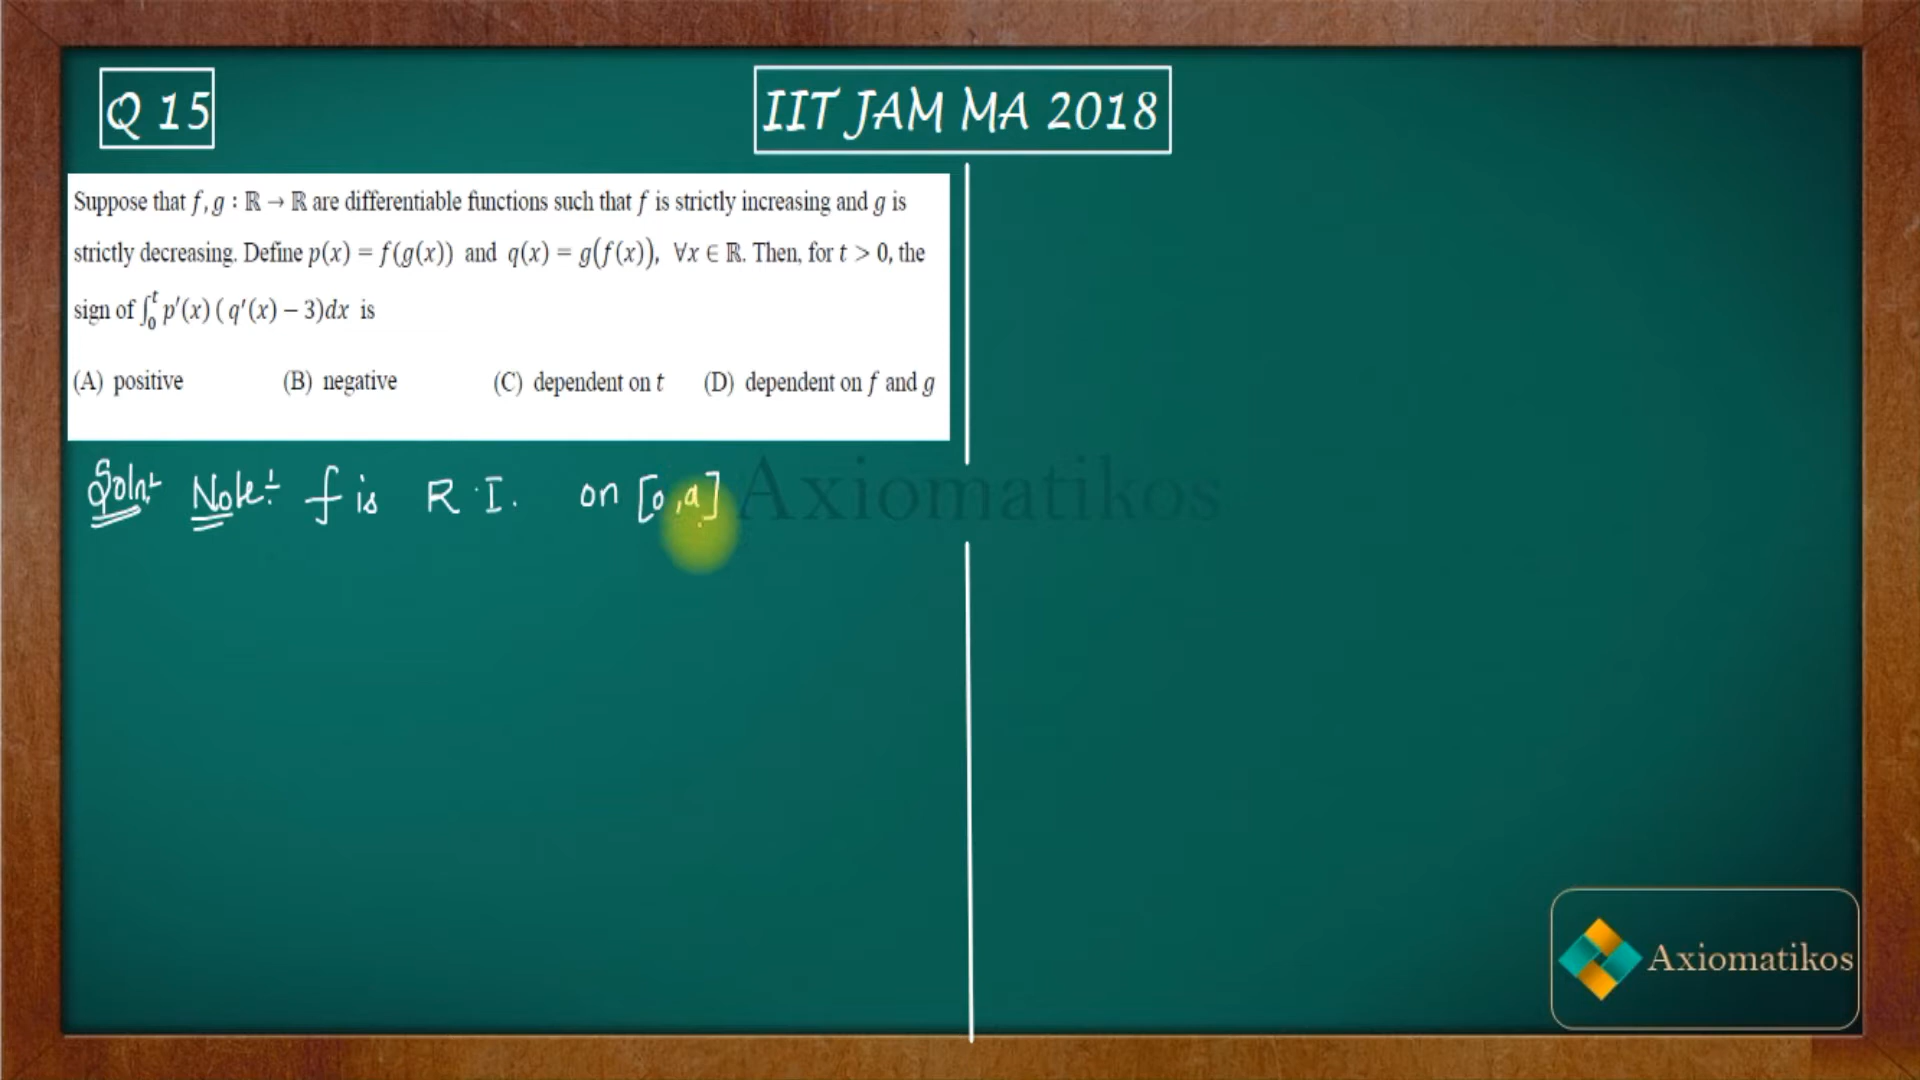 Q 15
IIT JAM MA 2018
Suppose that f, g : ℝ → ℝ are differentiable functions such that f is strictly increasing and g is
strictly decreasing. Define p(x) = f(g(x)) and q(x) = g(f(x)), ∀x ∈ ℝ. Then, for t > 0, the
sign of ∫₀ᵗ p′(x) ( q′(x) − 3)dx is
(A) positive (B) negative (C) dependent on t (D) dependent on f and g
Soln:- Note:- f is R.I. on [0,a]
Axiomatikos
Axiomatikos